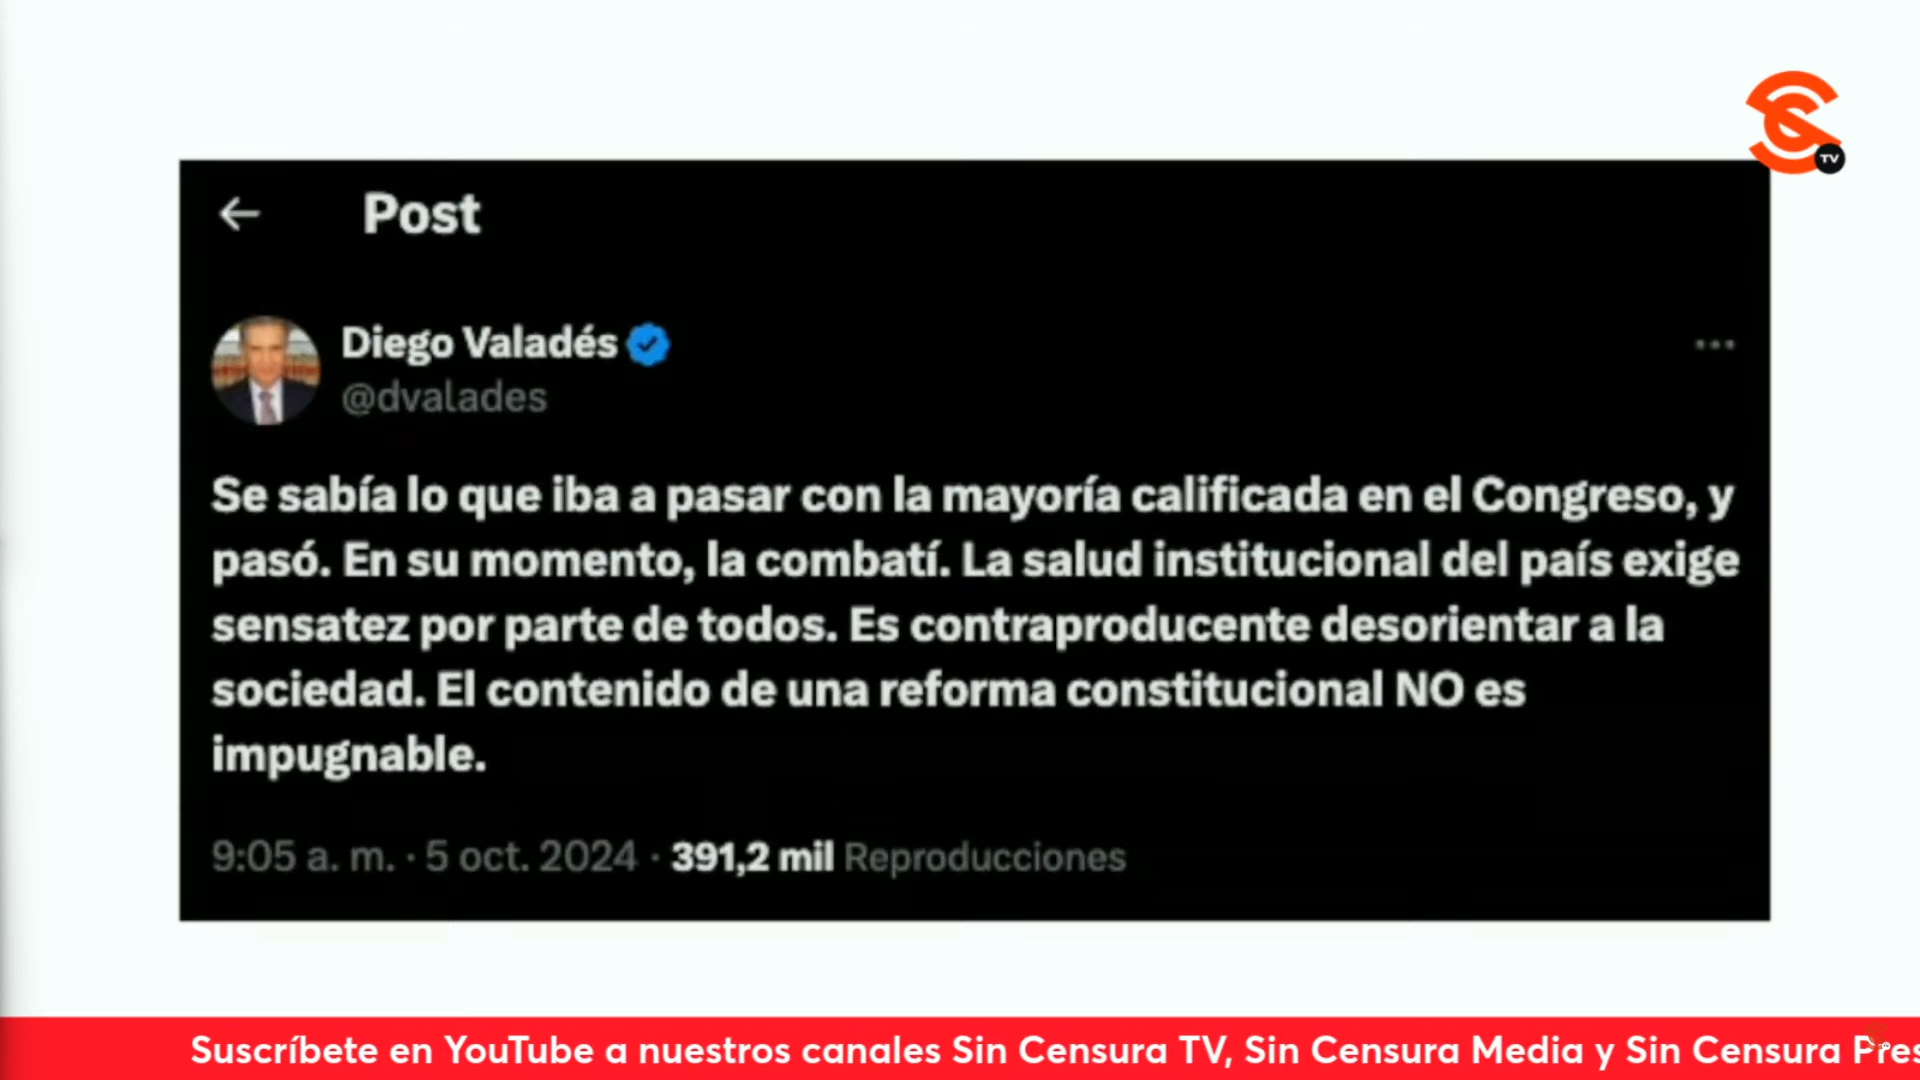 TV
Post
Diego Valadés
@dvalades
Se sabía lo que iba a pasar con la mayoría calificada en el Congreso, y
pasó. En su momento, la combatí. La salud institucional del país exige
sensatez por parte de todos. Es contraproducente desorientar a la
sociedad. El contenido de una reforma constitucional NO es
impugnable.
9:05 a. m. · 5 oct. 2024 · 391,2 mil Reproducciones
Suscríbete en YouTube a nuestros canales Sin Censura TV, Sin Censura Media y Sin Censura